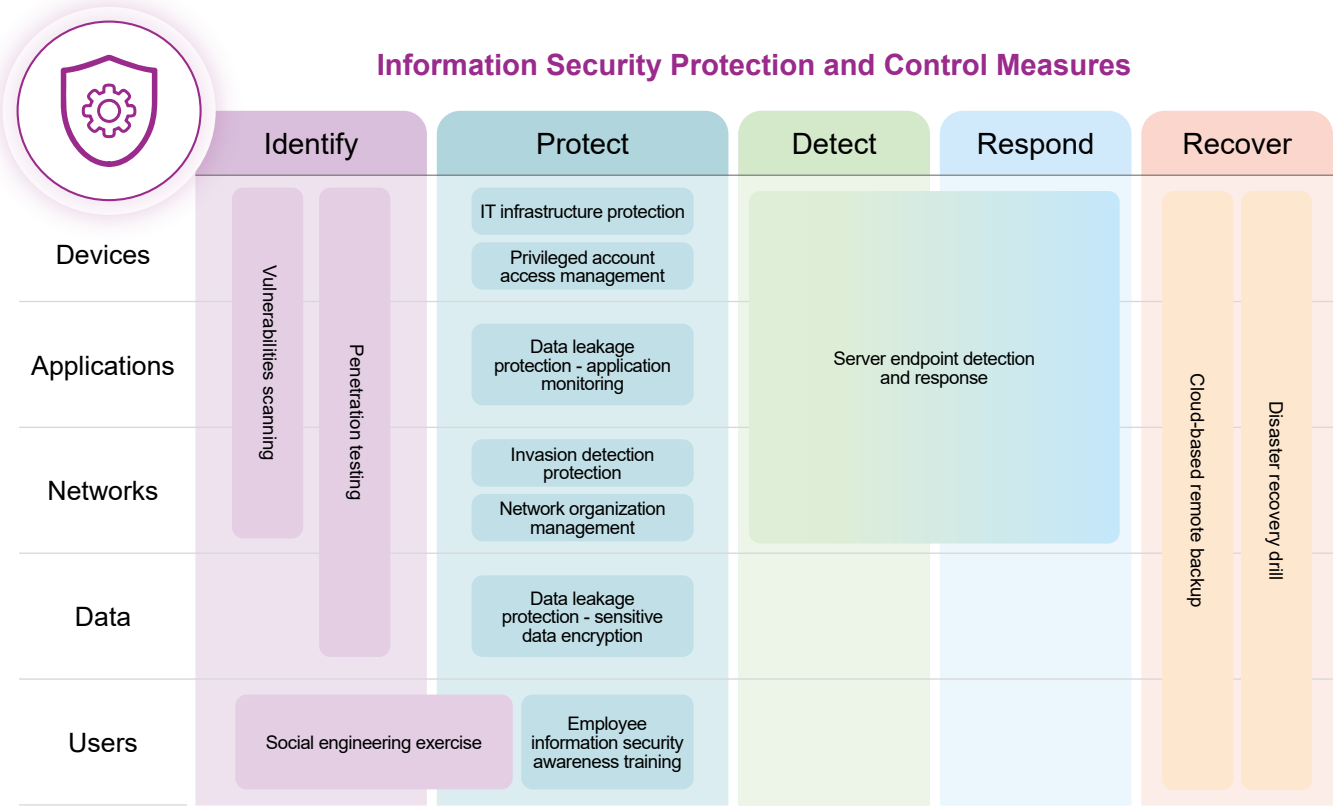 Information Security Protection and Control Measures
Identify
Protect
Detect
Respond
Recover
Devices
Vulnerabilities scanning
Penetration testing
IT infrastructure protection
Privileged account
access management
Applications
Data leakage
protection - application
monitoring
Server endpoint detection
and response
Cloud-based remote backup
Disaster recovery drill
Networks
Invasion detection
protection
Network organization
management
Data
Data leakage
protection - sensitive
data encryption
Users
Social engineering exercise
Employee
information security
awareness training